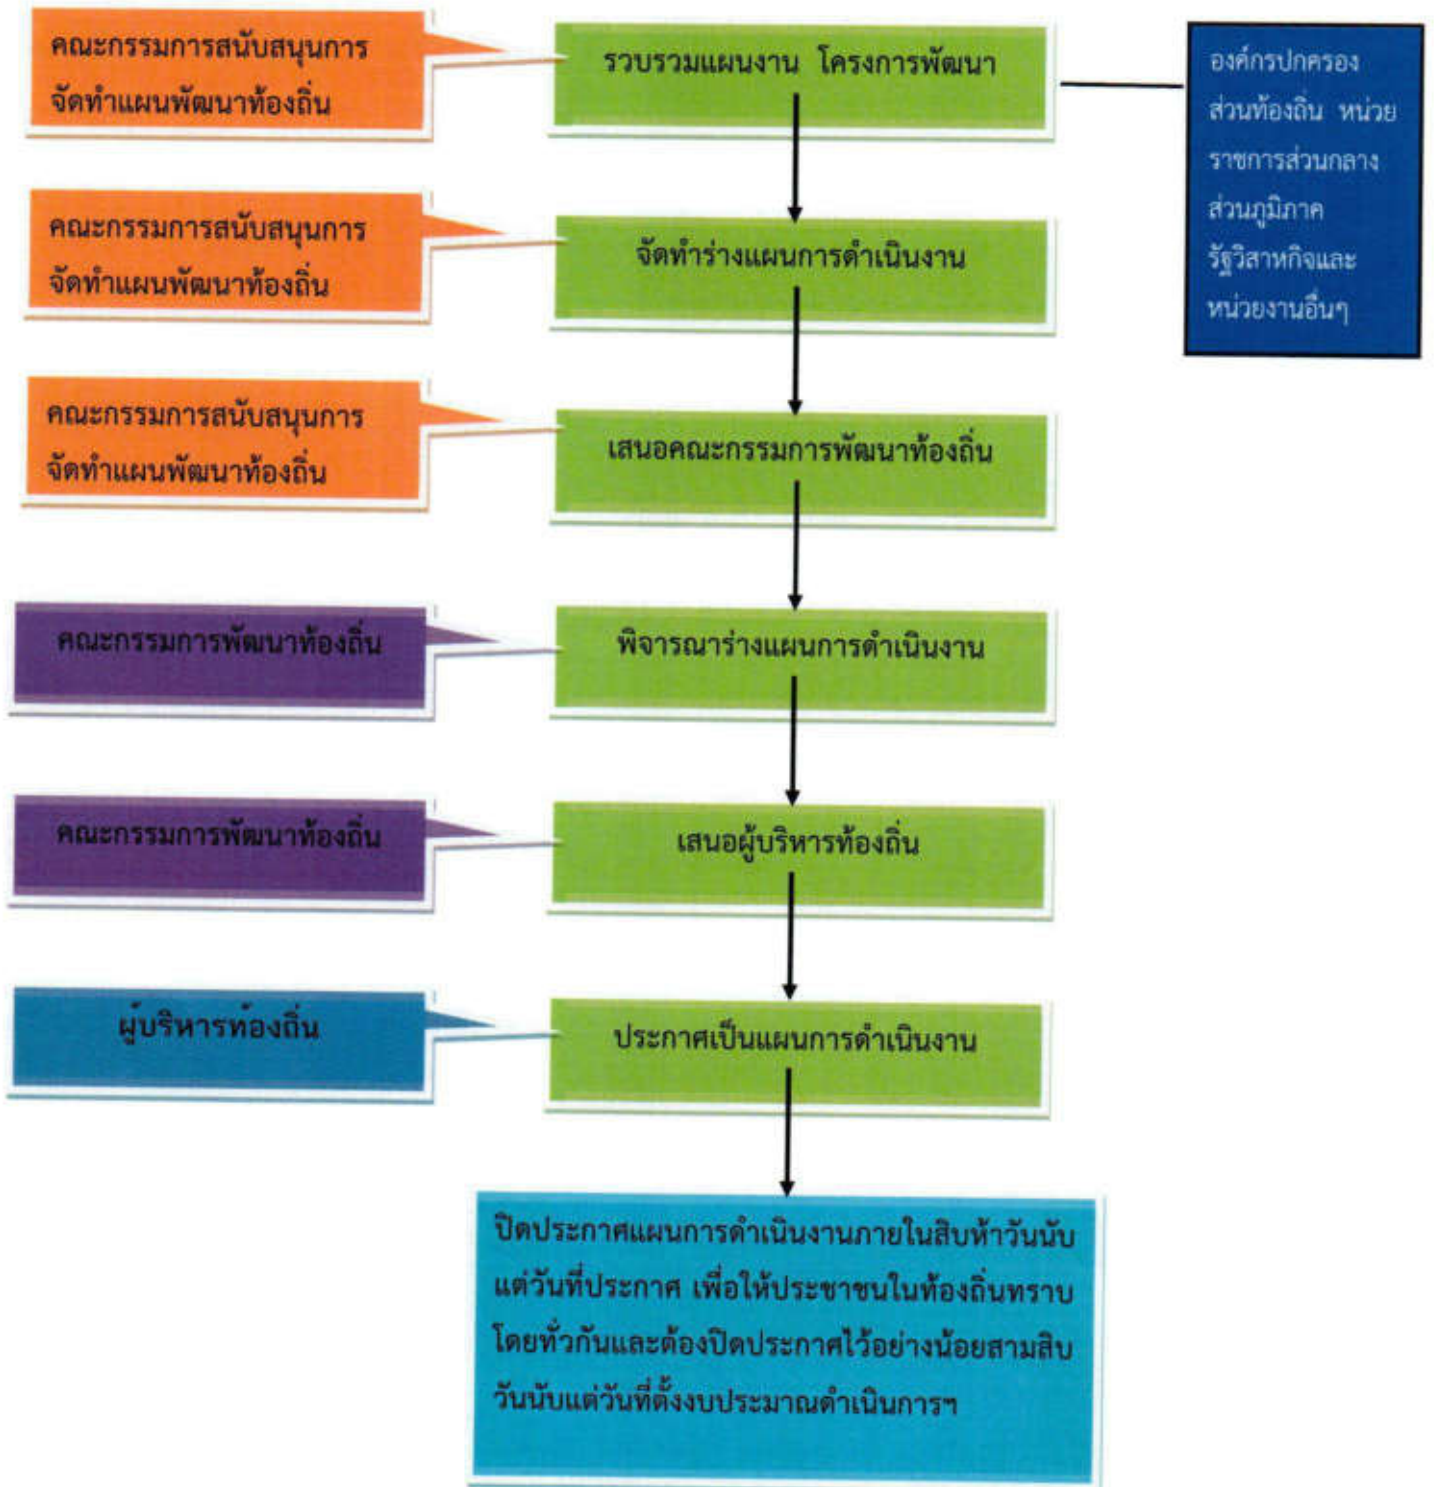 คณะกรรมการสนับสนุนการ
จัดทำแผนพัฒนาท้องถิ่น
รวบรวมแผนงาน โครงการพัฒนา
องค์กรปกครอง
ส่วนท้องถิ่น หน่วย
ราชการส่วนกลาง
ส่วนภูมิภาค
รัฐวิสาหกิจและ
หน่วยงานอื่นๆ
คณะกรรมการสนับสนุนการ
จัดทำแผนพัฒนาท้องถิ่น
จัดทำร่างแผนการดำเนินงาน
คณะกรรมการสนับสนุนการ
จัดทำแผนพัฒนาท้องถิ่น
เสนอคณะกรรมการพัฒนาท้องถิ่น
คณะกรรมการพัฒนาท้องถิ่น
พิจารณาร่างแผนการดำเนินงาน
คณะกรรมการพัฒนาท้องถิ่น
เสนอผู้บริหารท้องถิ่น
ผู้บริหารท้องถิ่น
ประกาศเป็นแผนการดำเนินงาน
ปิดประกาศแผนการดำเนินงานภายในสิบห้าวันนับ
แต่วันที่ประกาศ เพื่อให้ประชาชนในท้องถิ่นทราบ
โดยทั่วกันและต้องปิดประกาศไว้อย่างน้อยสามสิบ
วันนับแต่วันที่ตั้งงบประมาณดำเนินการฯ